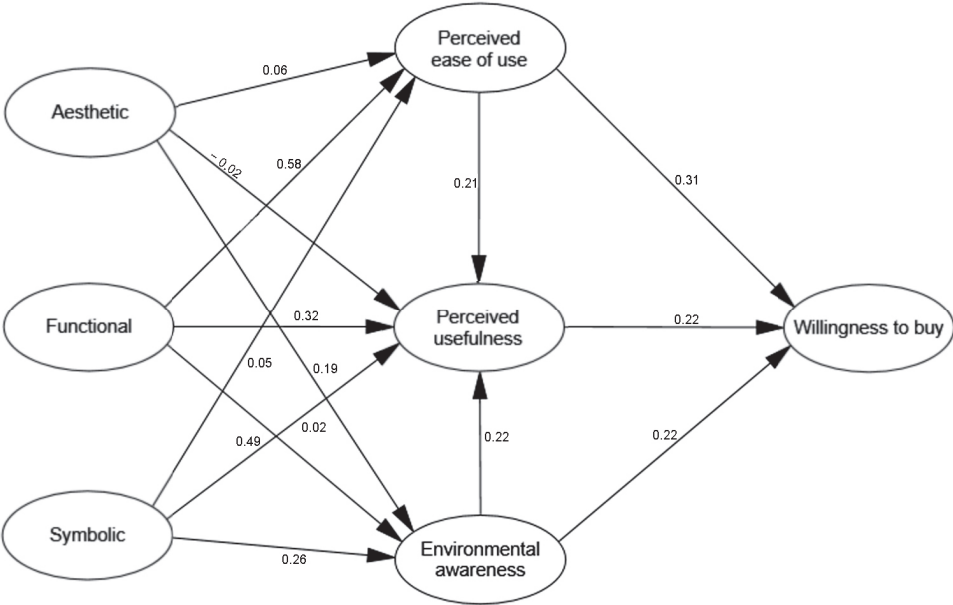 Perceived
ease of use
0.06
Aesthetic
−0.02
0.58
0.21
0.31
Functional
0.32
Perceived
usefulness
0.22
Willingness to buy
0.05
0.19
0.49
0.02
0.22
0.22
Symbolic
0.26
Environmental
awareness